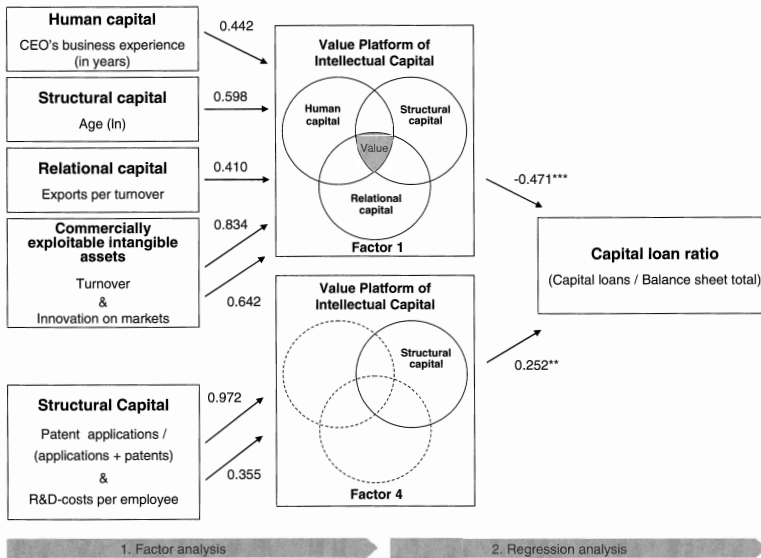 Human capital
CEO's business experience
(in years)
0.442
Structural capital
Age (ln)
0.598
Relational capital
Exports per turnover
0.410
Commercially
exploitable intangible
assets
Turnover
&
Innovation on markets
0.834
0.642
Structural Capital
Patent applications /
(applications + patents)
&
R&D-costs per employee
0.972
0.355
Value Platform of
Intellectual Capital
Human
capital
Structural
capital
Value
Relational
capital
Factor 1
Value Platform of
Intellectual Capital
Structural
capital
Factor 4
-0.471***
0.252**
Capital loan ratio
(Capital loans / Balance sheet total)
1. Factor analysis
2. Regression analysis